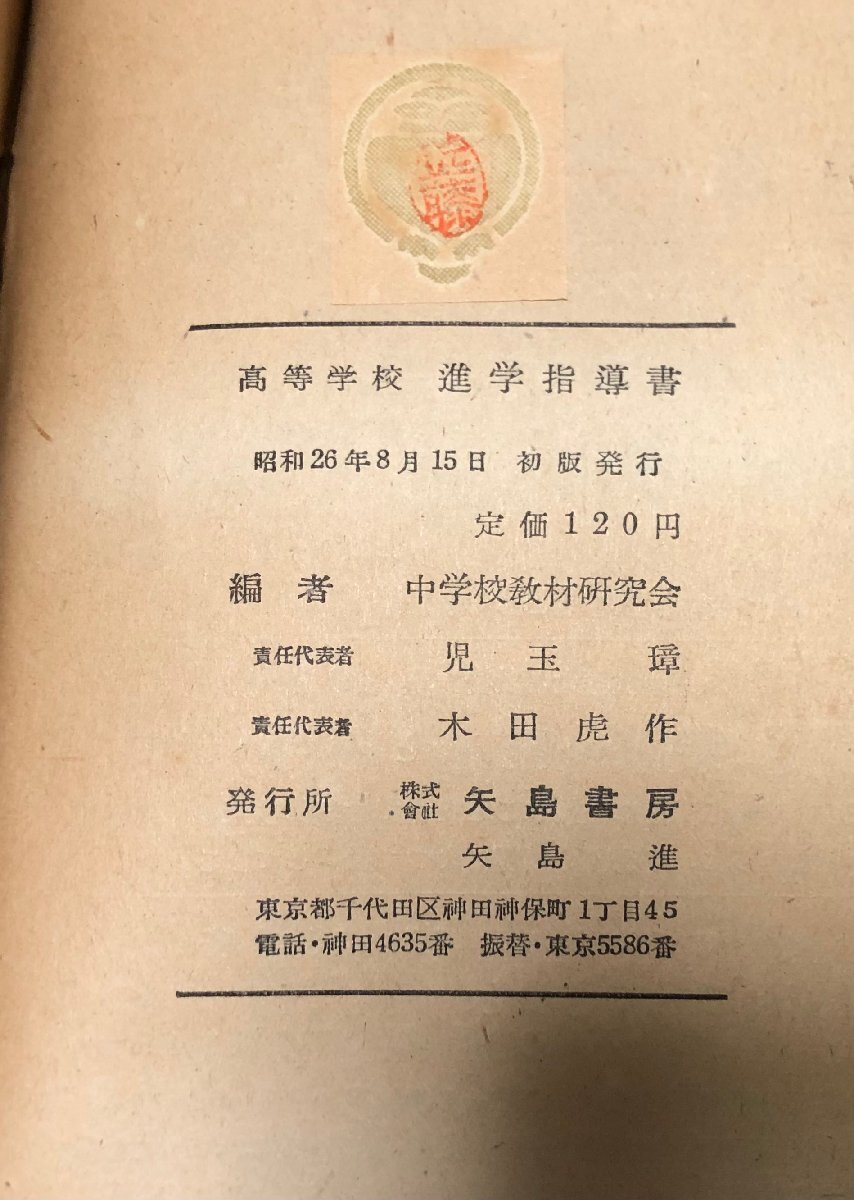 佐藤
高等学校 進学指導書
昭和26年8月15日 初版発行
定価120円
編者 中学校教材研究会
責任代表者 児玉璋
責任代表者 木田虎作
発行所 株式會社 矢島書房
矢島進
東京都千代田区神田神保町1丁目45
電話・神田4635番 振替・東京5586番